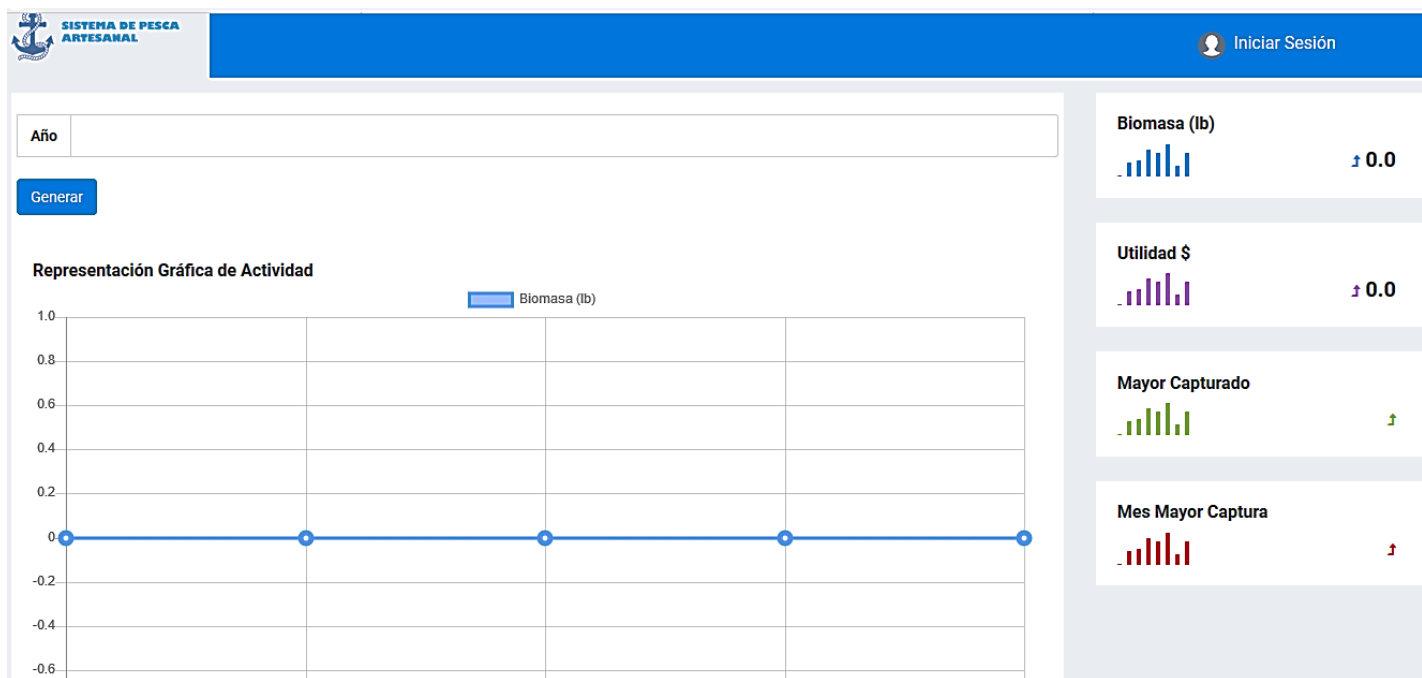 SISTEMA DE PESCA
ARTESANAL
Iniciar Sesión
Año
Generar
Representación Gráfica de Actividad
Biomasa (lb)
1.0
0.8
0.6
0.4
0.2
0
-0.2
-0.4
-0.6
Biomasa (lb)
0.0
Utilidad $
0.0
Mayor Capturado
Mes Mayor Captura